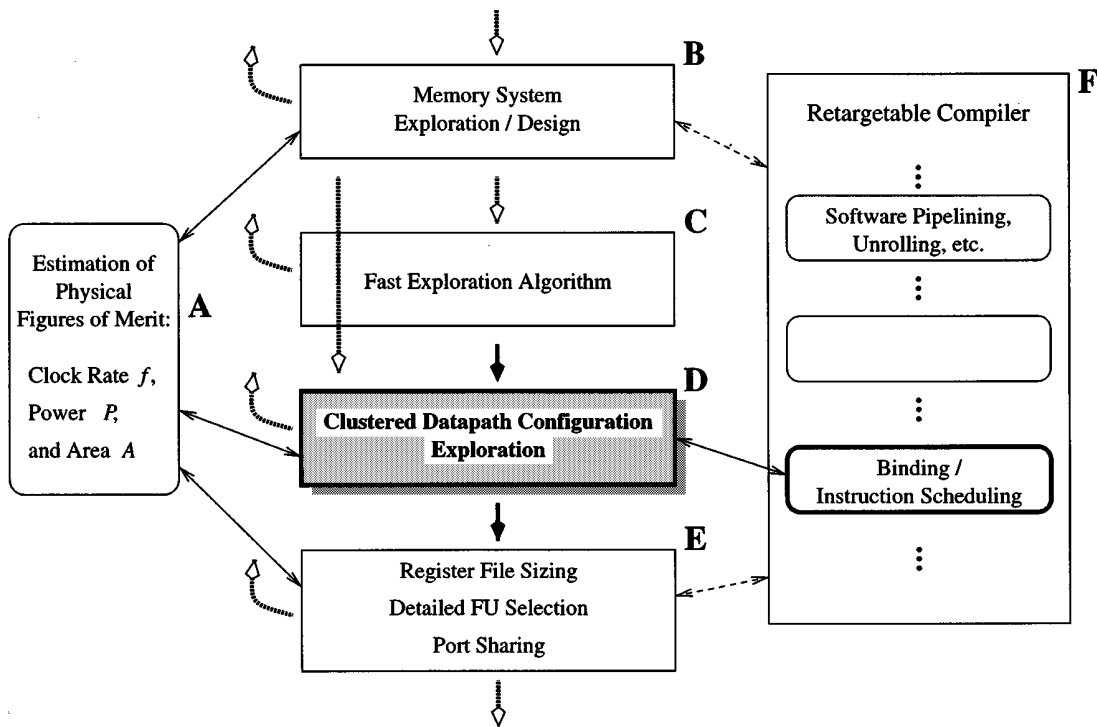 B
Memory System
Exploration / Design
C
Fast Exploration Algorithm
A
Estimation of
Physical
Figures of Merit:
Clock Rate f,
Power P,
and Area A
D
Clustered Datapath Configuration
Exploration
E
Register File Sizing
Detailed FU Selection
Port Sharing
F
Retargetable Compiler
Software Pipelining,
Unrolling, etc.
Binding /
Instruction Scheduling